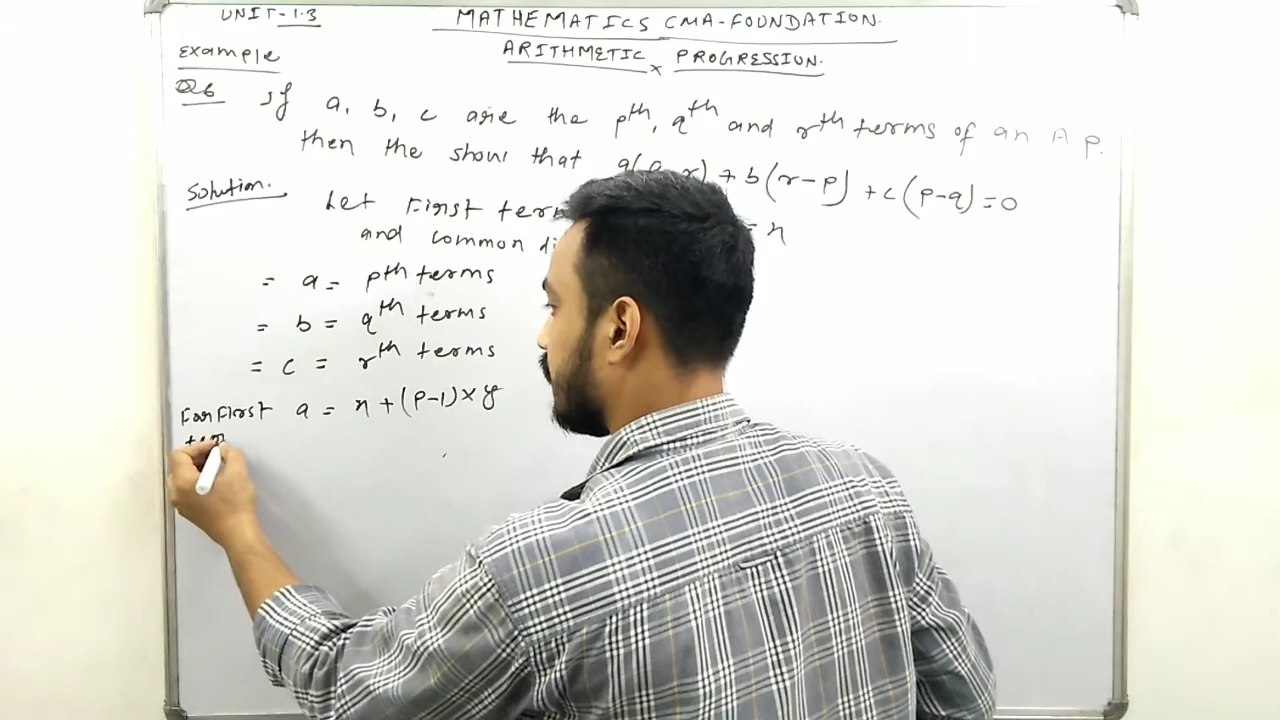 UNIT-1.3
MATHEMATICS CMA-FOUNDATION.
ARITHMETIC PROGRESSION.
Example
Q6 If a, b, c are the pth, qth and rth terms of an A P.
then the show that + b(r-p) + c(p-q)=0
Solution. Let First
and common = x
= a = pth terms
= b = qth terms
= c = rth terms
For First a = x + (p-1) x y